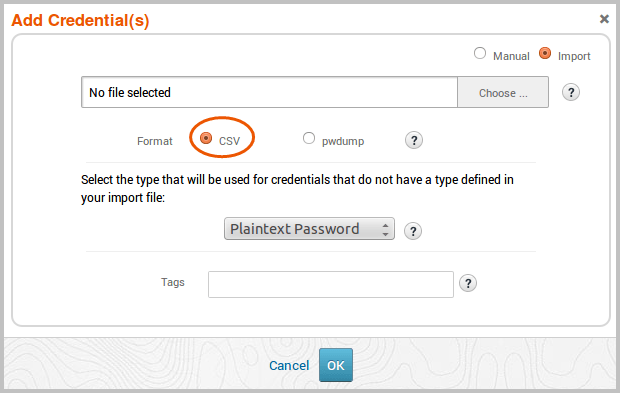 Add Credential(s)
Manual Import
No file selected Choose ... ?
Format CSV pwdump ?
Select the type that will be used for credentials that do not have a type defined in
your import file:
Plaintext Password ?
Tags ?
Cancel OK